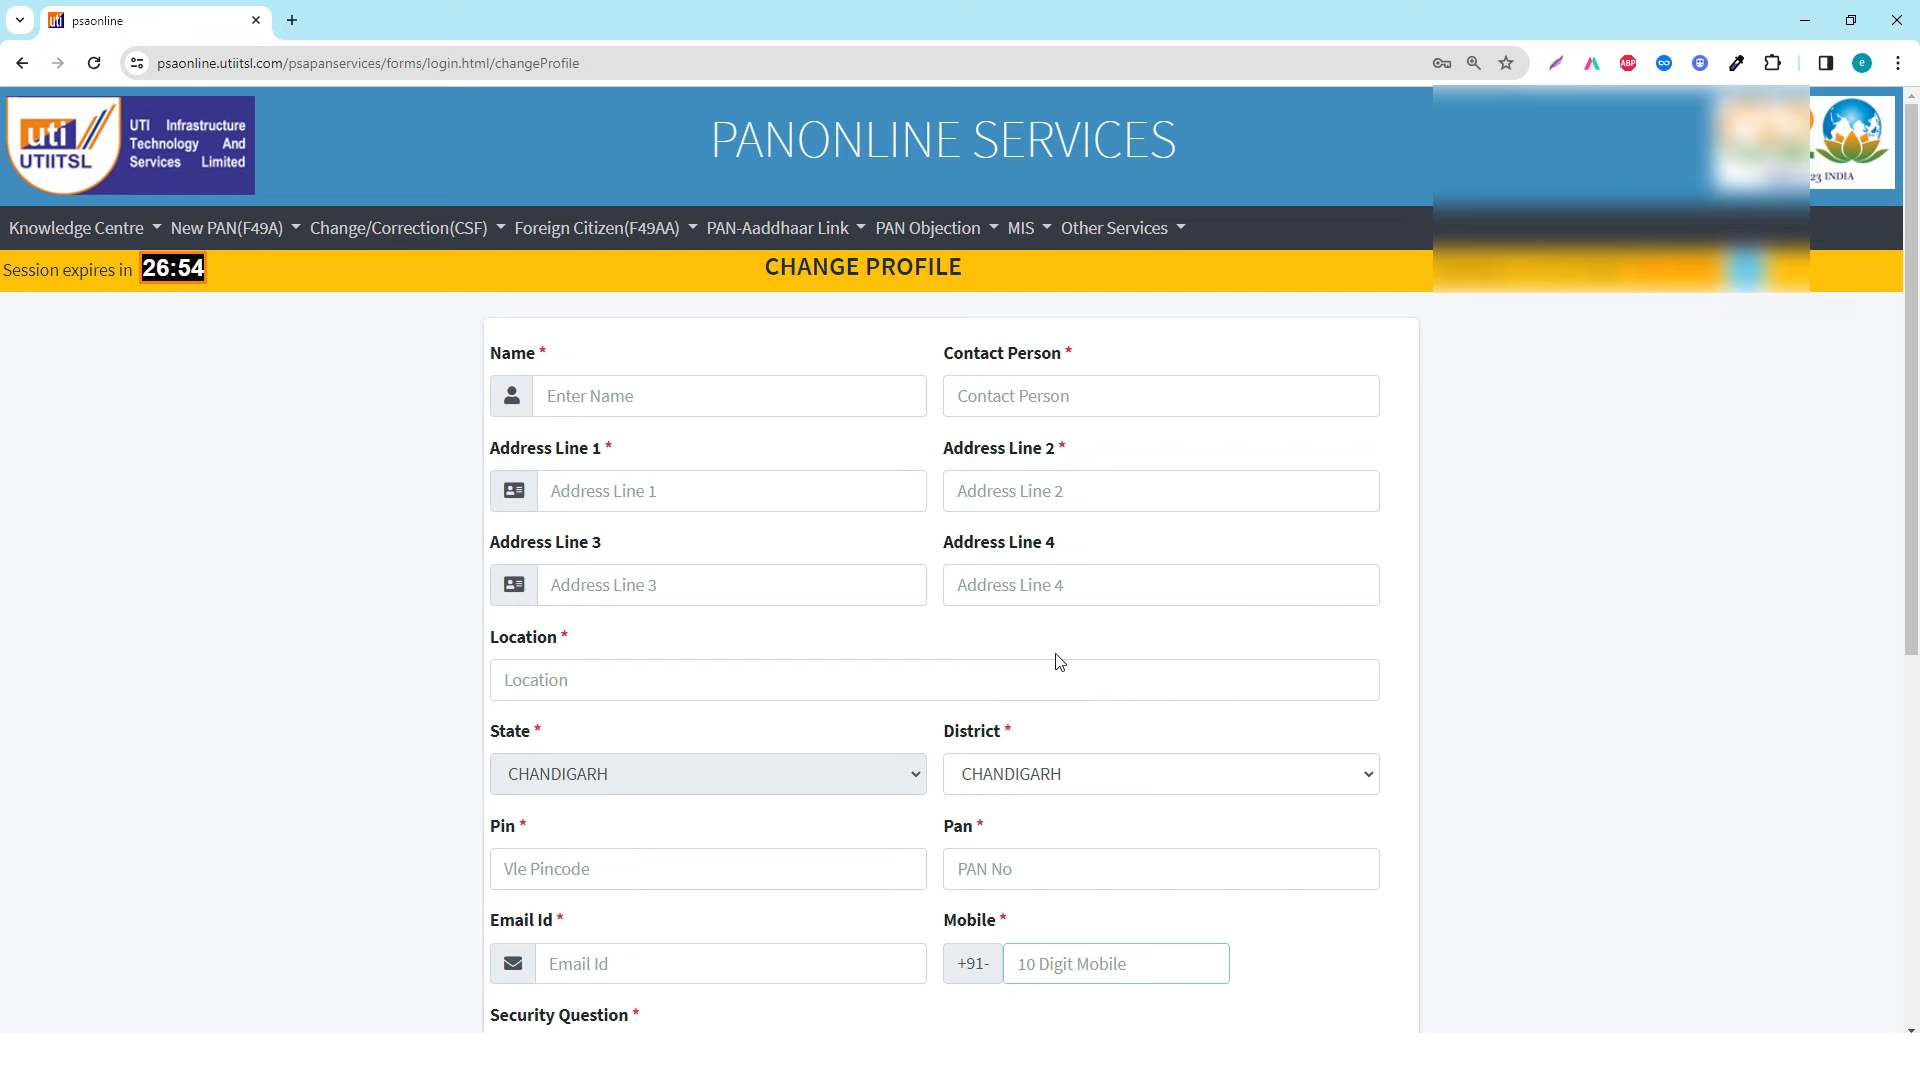 psaonline
psaonline.utiitsl.com/psapanservices/forms/login.html/changeProfile
ABP
e
uti
UTIITSL
UTI Infrastructure
Technology And
Services Limited
PANONLINE SERVICES
23 INDIA
Knowledge Centre New PAN(F49A) Change/Correction(CSF) Foreign Citizen(F49AA) PAN-Aaddhaar Link PAN Objection MIS Other Services
Session expires in 26:54 CHANGE PROFILE
Name * Contact Person *
Enter Name Contact Person
Address Line 1 * Address Line 2 *
Address Line 1 Address Line 2
Address Line 3 Address Line 4
Address Line 3 Address Line 4
Location *
Location
State * District *
CHANDIGARH CHANDIGARH
Pin * Pan *
Vle Pincode PAN No
Email Id * Mobile *
Email Id +91- 10 Digit Mobile
Security Question *